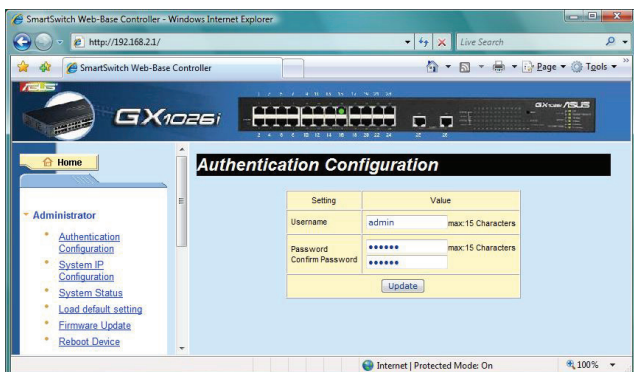 SmartSwitch Web-Base Controller - Windows Internet Explorer
http://192.168.2.1/
Live Search
SmartSwitch Web-Base Controller
Page
Tools
ASUS
GX1026i
ASUS
Home
Authentication Configuration
Setting Value
Username admin max:15 Characters
Password max:15 Characters
Confirm Password
Update
Administrator
Authentication
Configuration
System IP
Configuration
System Status
Load default setting
Firmware Update
Reboot Device
Internet | Protected Mode: On
100%